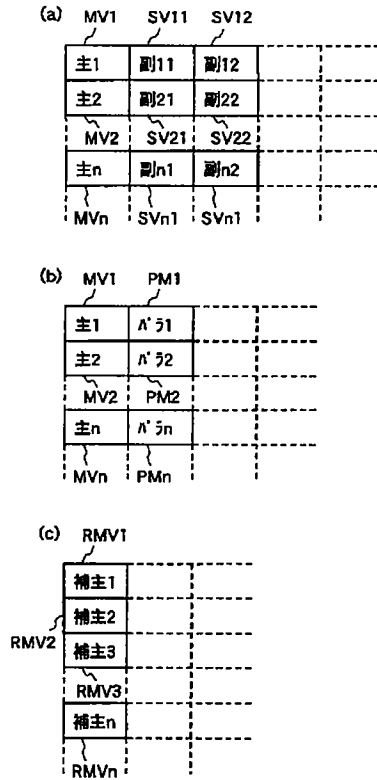 (a) MV1 SV11 SV12
主1 副11 副12
主2 副21 副22
MV2 SV21 SV22
主n 副n1 副n2
MVn SVn1 SVn1
(b) MV1 PM1
主1 パラ1
主2 パラ2
MV2 PM2
主n パラn
MVn PMn
(c) RMV1
補主1
補主2
RMV2
補主3
RMV3
補主n
RMVn